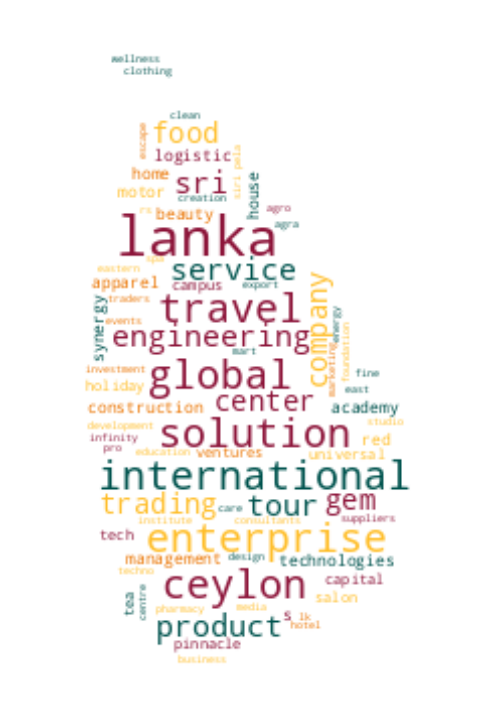 wellness
clothing
clean
escape
food
logistic
siri
pala
home
sri
house
motor
creation
rs
beauty
agro
agra
lanka
spa
eastern
service
apparel
campus
export
company
traders
travel
synergy
events
engineering
energy
marketing
foundation
mart
investment
global
fine
holiday
center
east
construction
academy
development
solution
studio
infinity
red
pro
education
ventures
universal
international
trading
care
tour
gem
institute
consultants
suppliers
tech
enterprise
management
design
technologies
techno
ceylon
capital
tea
centre
salon
pharmacy
media
s
lk
product
hotel
pinnacle
business